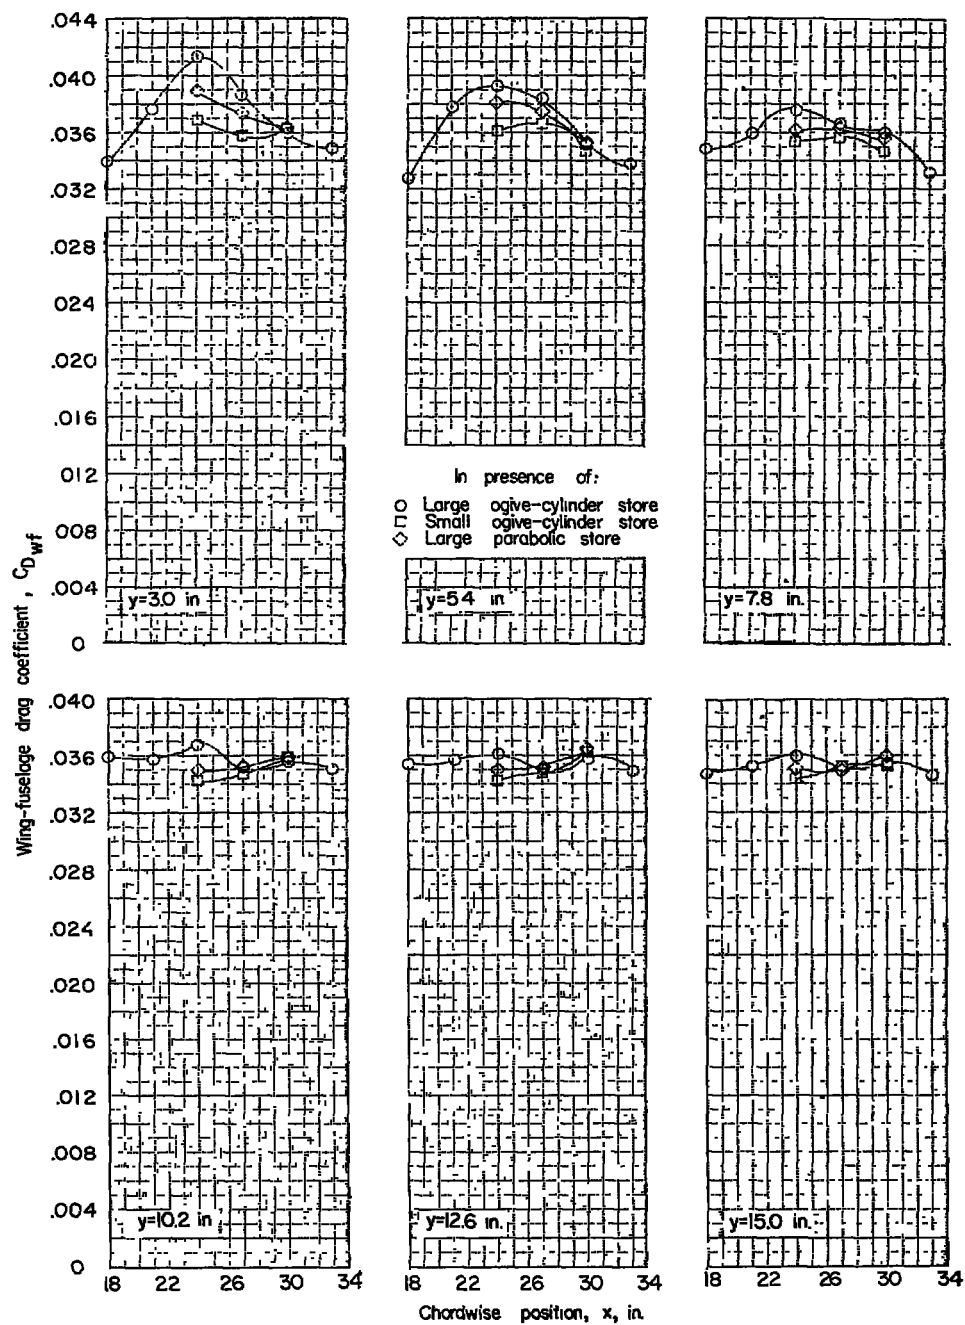 .044
.040
.036
.032
.028
.024
.020
.016
.012
.008
.004
0
Wing-fuselage drag coefficient, C_Dwf
y=3.0 in
y=5.4 in
y=7.8 in.
In presence of:
Large ogive-cylinder store
Small ogive-cylinder store
Large parabolic store
.040
.036
.032
.028
.024
.020
.016
.012
.008
.004
0
y=10.2 in
y=12.6 in.
y=15.0 in.
18 22 26 30 34
18 22 26 30 34
18 22 26 30 34
Chordwise position, x, in.